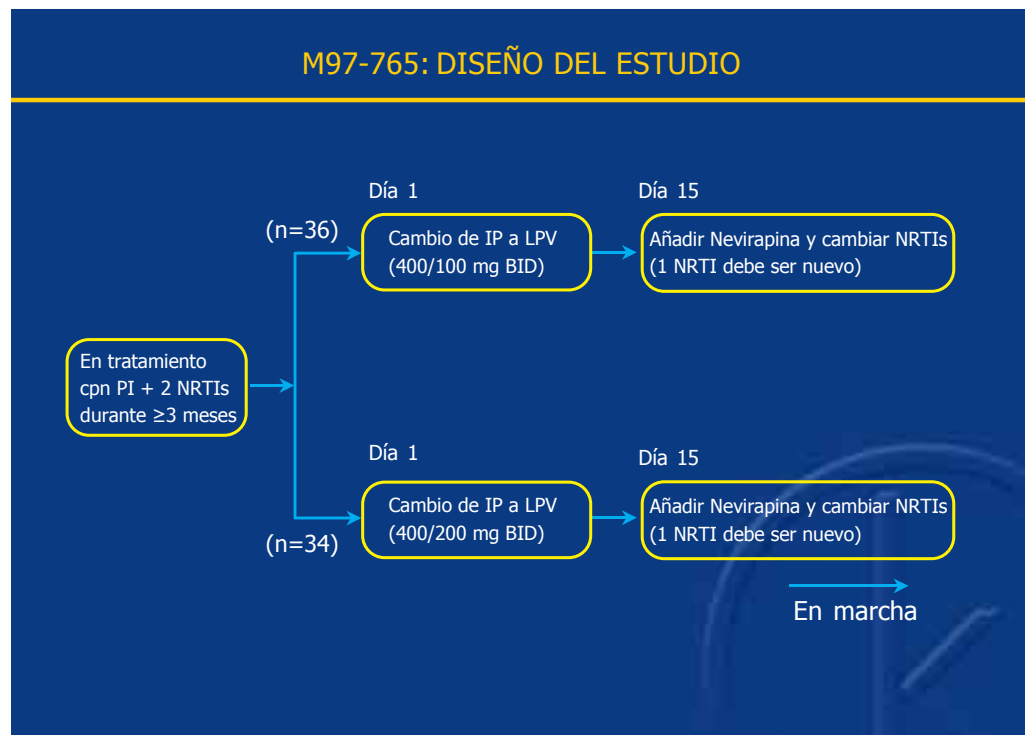 M97-765: DISEÑO DEL ESTUDIO
Día 1
Día 15
(n=36)
Cambio de IP a LPV
(400/100 mg BID)
Añadir Nevirapina y cambiar NRTIs
(1 NRTI debe ser nuevo)
En tratamiento
cpn PI + 2 NRTIs
durante ≥3 meses
Día 1
Día 15
(n=34)
Cambio de IP a LPV
(400/200 mg BID)
Añadir Nevirapina y cambiar NRTIs
(1 NRTI debe ser nuevo)
En marcha